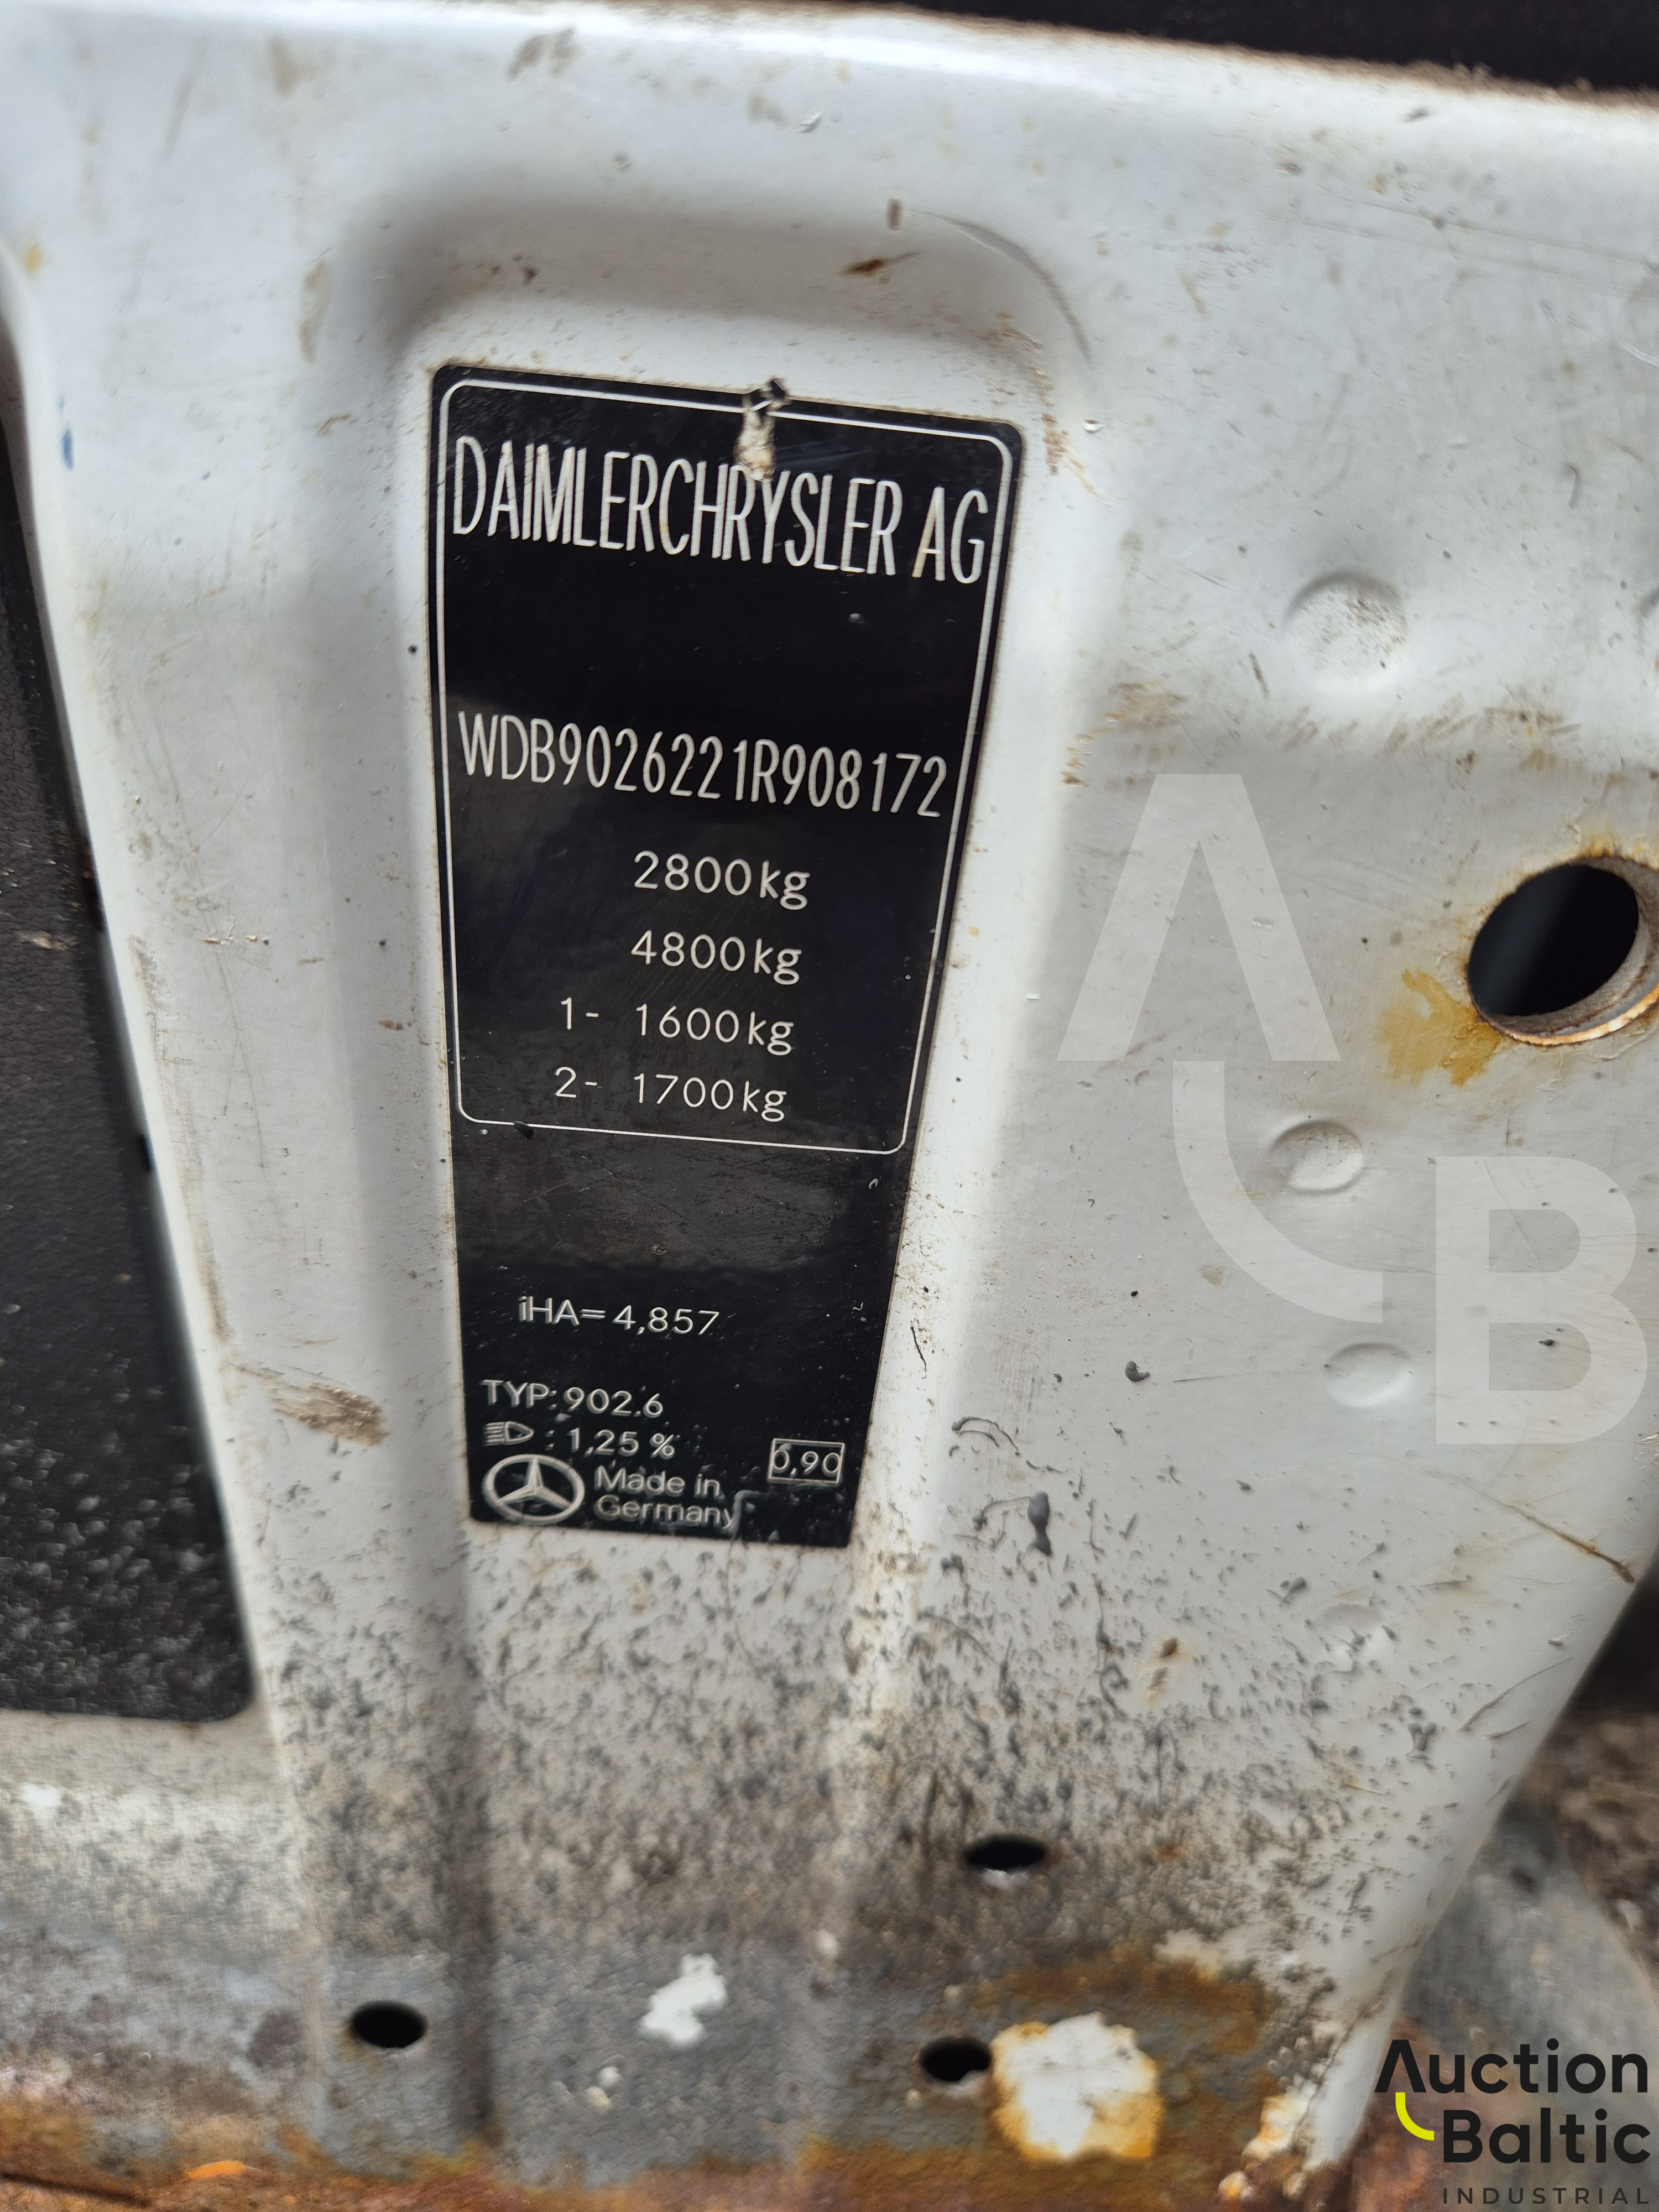 DAIMLERCHRYSLER AG
WDB9026221R908172
2800kg
4800kg
1- 1600kg
2- 1700kg
iHA=4,857
TYP:902.6
: 1,25 %
0,90
Made in
Germany
AB
Auction
Baltic
INDUSTRIAL